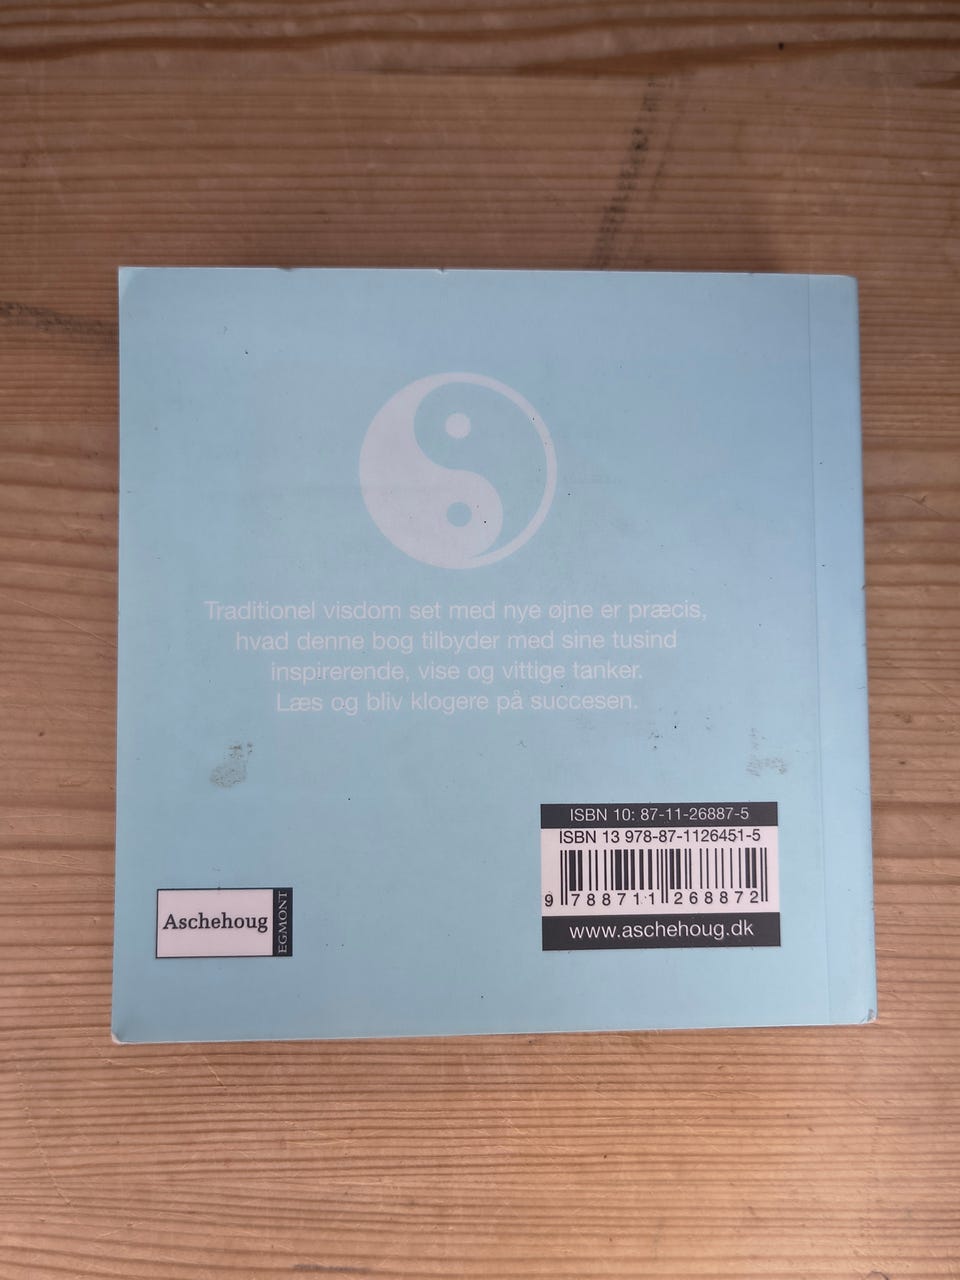 Traditionel visdom set med nye øjne er præcis,
hvad denne bog tilbyder med sine tusind
inspirerende, vise og vittige tanker.
Læs og bliv klogere på succesen.
ISBN 10: 87-11-26887-5
ISBN 13 978-87-1126451-5
9 788711 268872
www.aschehoug.dk
Aschehoug
EGMONT